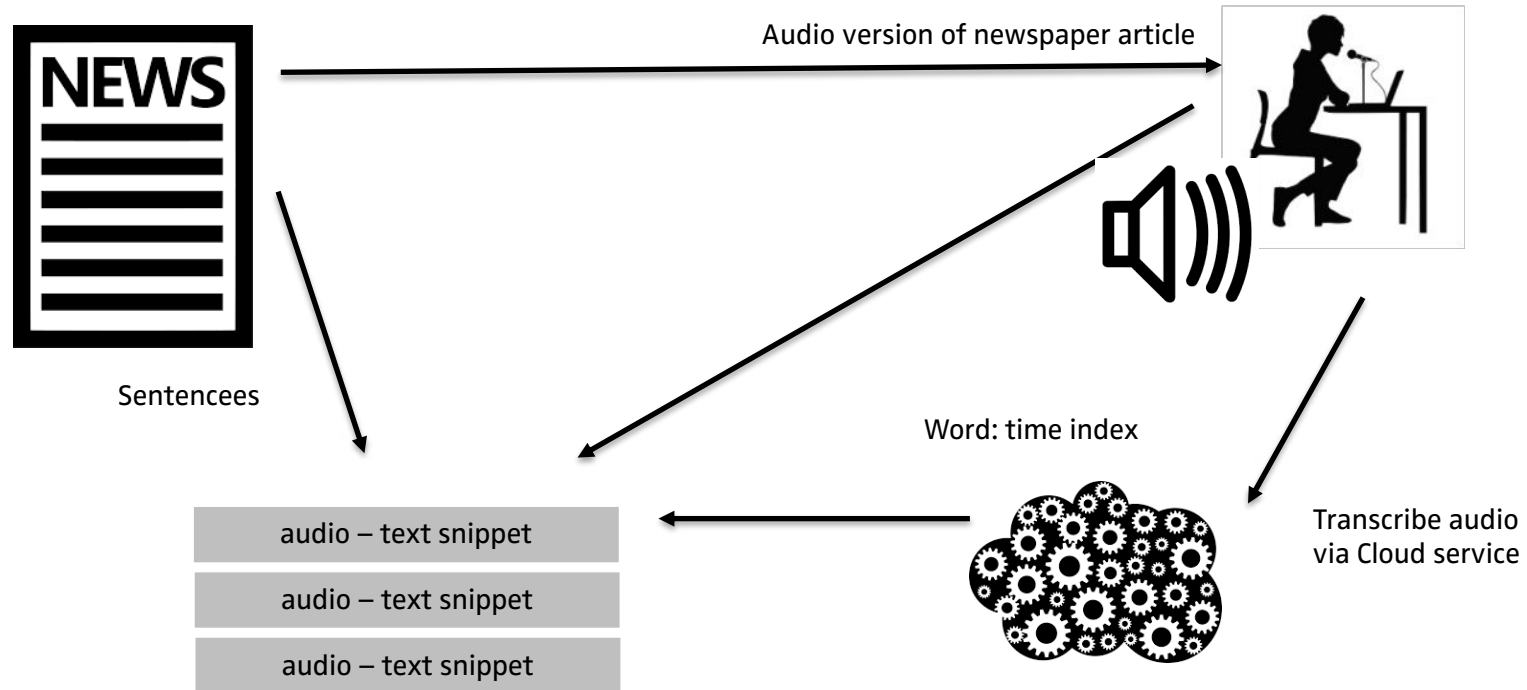 NEWS
Audio version of newspaper article
Sentencees
Word: time index
Transcribe audio
via Cloud service
audio – text snippet
audio – text snippet
audio – text snippet